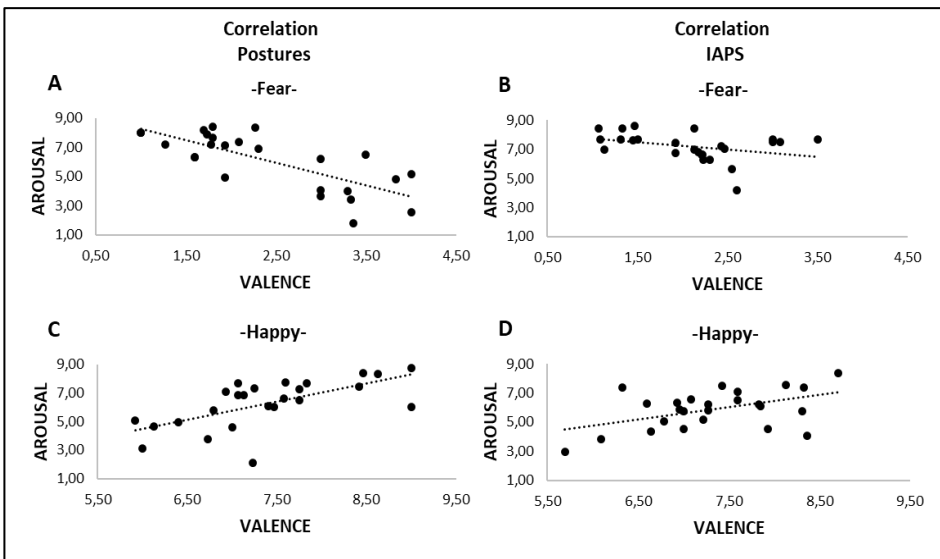 Correlation
Postures
Correlation
IAPS
A
-Fear-
9,00
7,00
5,00
3,00
1,00
AROUSAL
0,50 1,50 2,50 3,50 4,50
VALENCE
B
-Fear-
9,00
7,00
5,00
3,00
1,00
AROUSAL
0,50 1,50 2,50 3,50 4,50
VALENCE
C
-Happy-
9,00
7,00
5,00
3,00
1,00
AROUSAL
5,50 6,50 7,50 8,50 9,50
VALENCE
D
-Happy-
9,00
7,00
5,00
3,00
1,00
AROUSAL
5,50 6,50 7,50 8,50 9,50
VALENCE